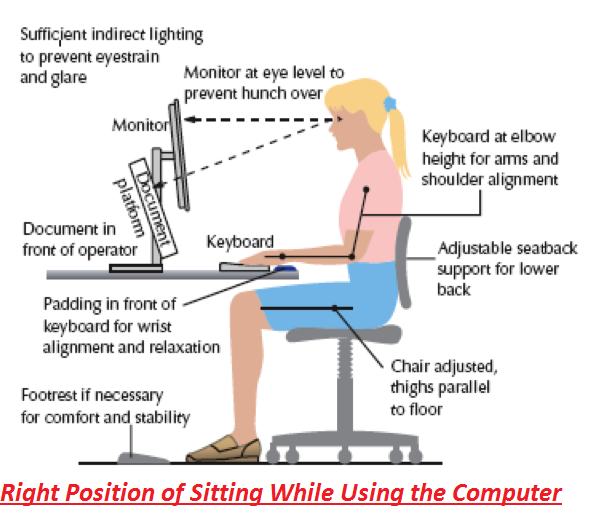 Sufficient indirect lighting
to prevent eyestrain
and glare
Monitor at eye level to
prevent hunch over
Monitor
Keyboard at elbow
height for arms and
shoulder alignment
Document
platform
Document in
front of operator
Keyboard
Adjustable seatback
support for lower
back
Padding in front of
keyboard for wrist
alignment and relaxation
Chair adjusted,
thighs parallel
to floor
Footrest if necessary
for comfort and stability
Right Position of Sitting While Using the Computer